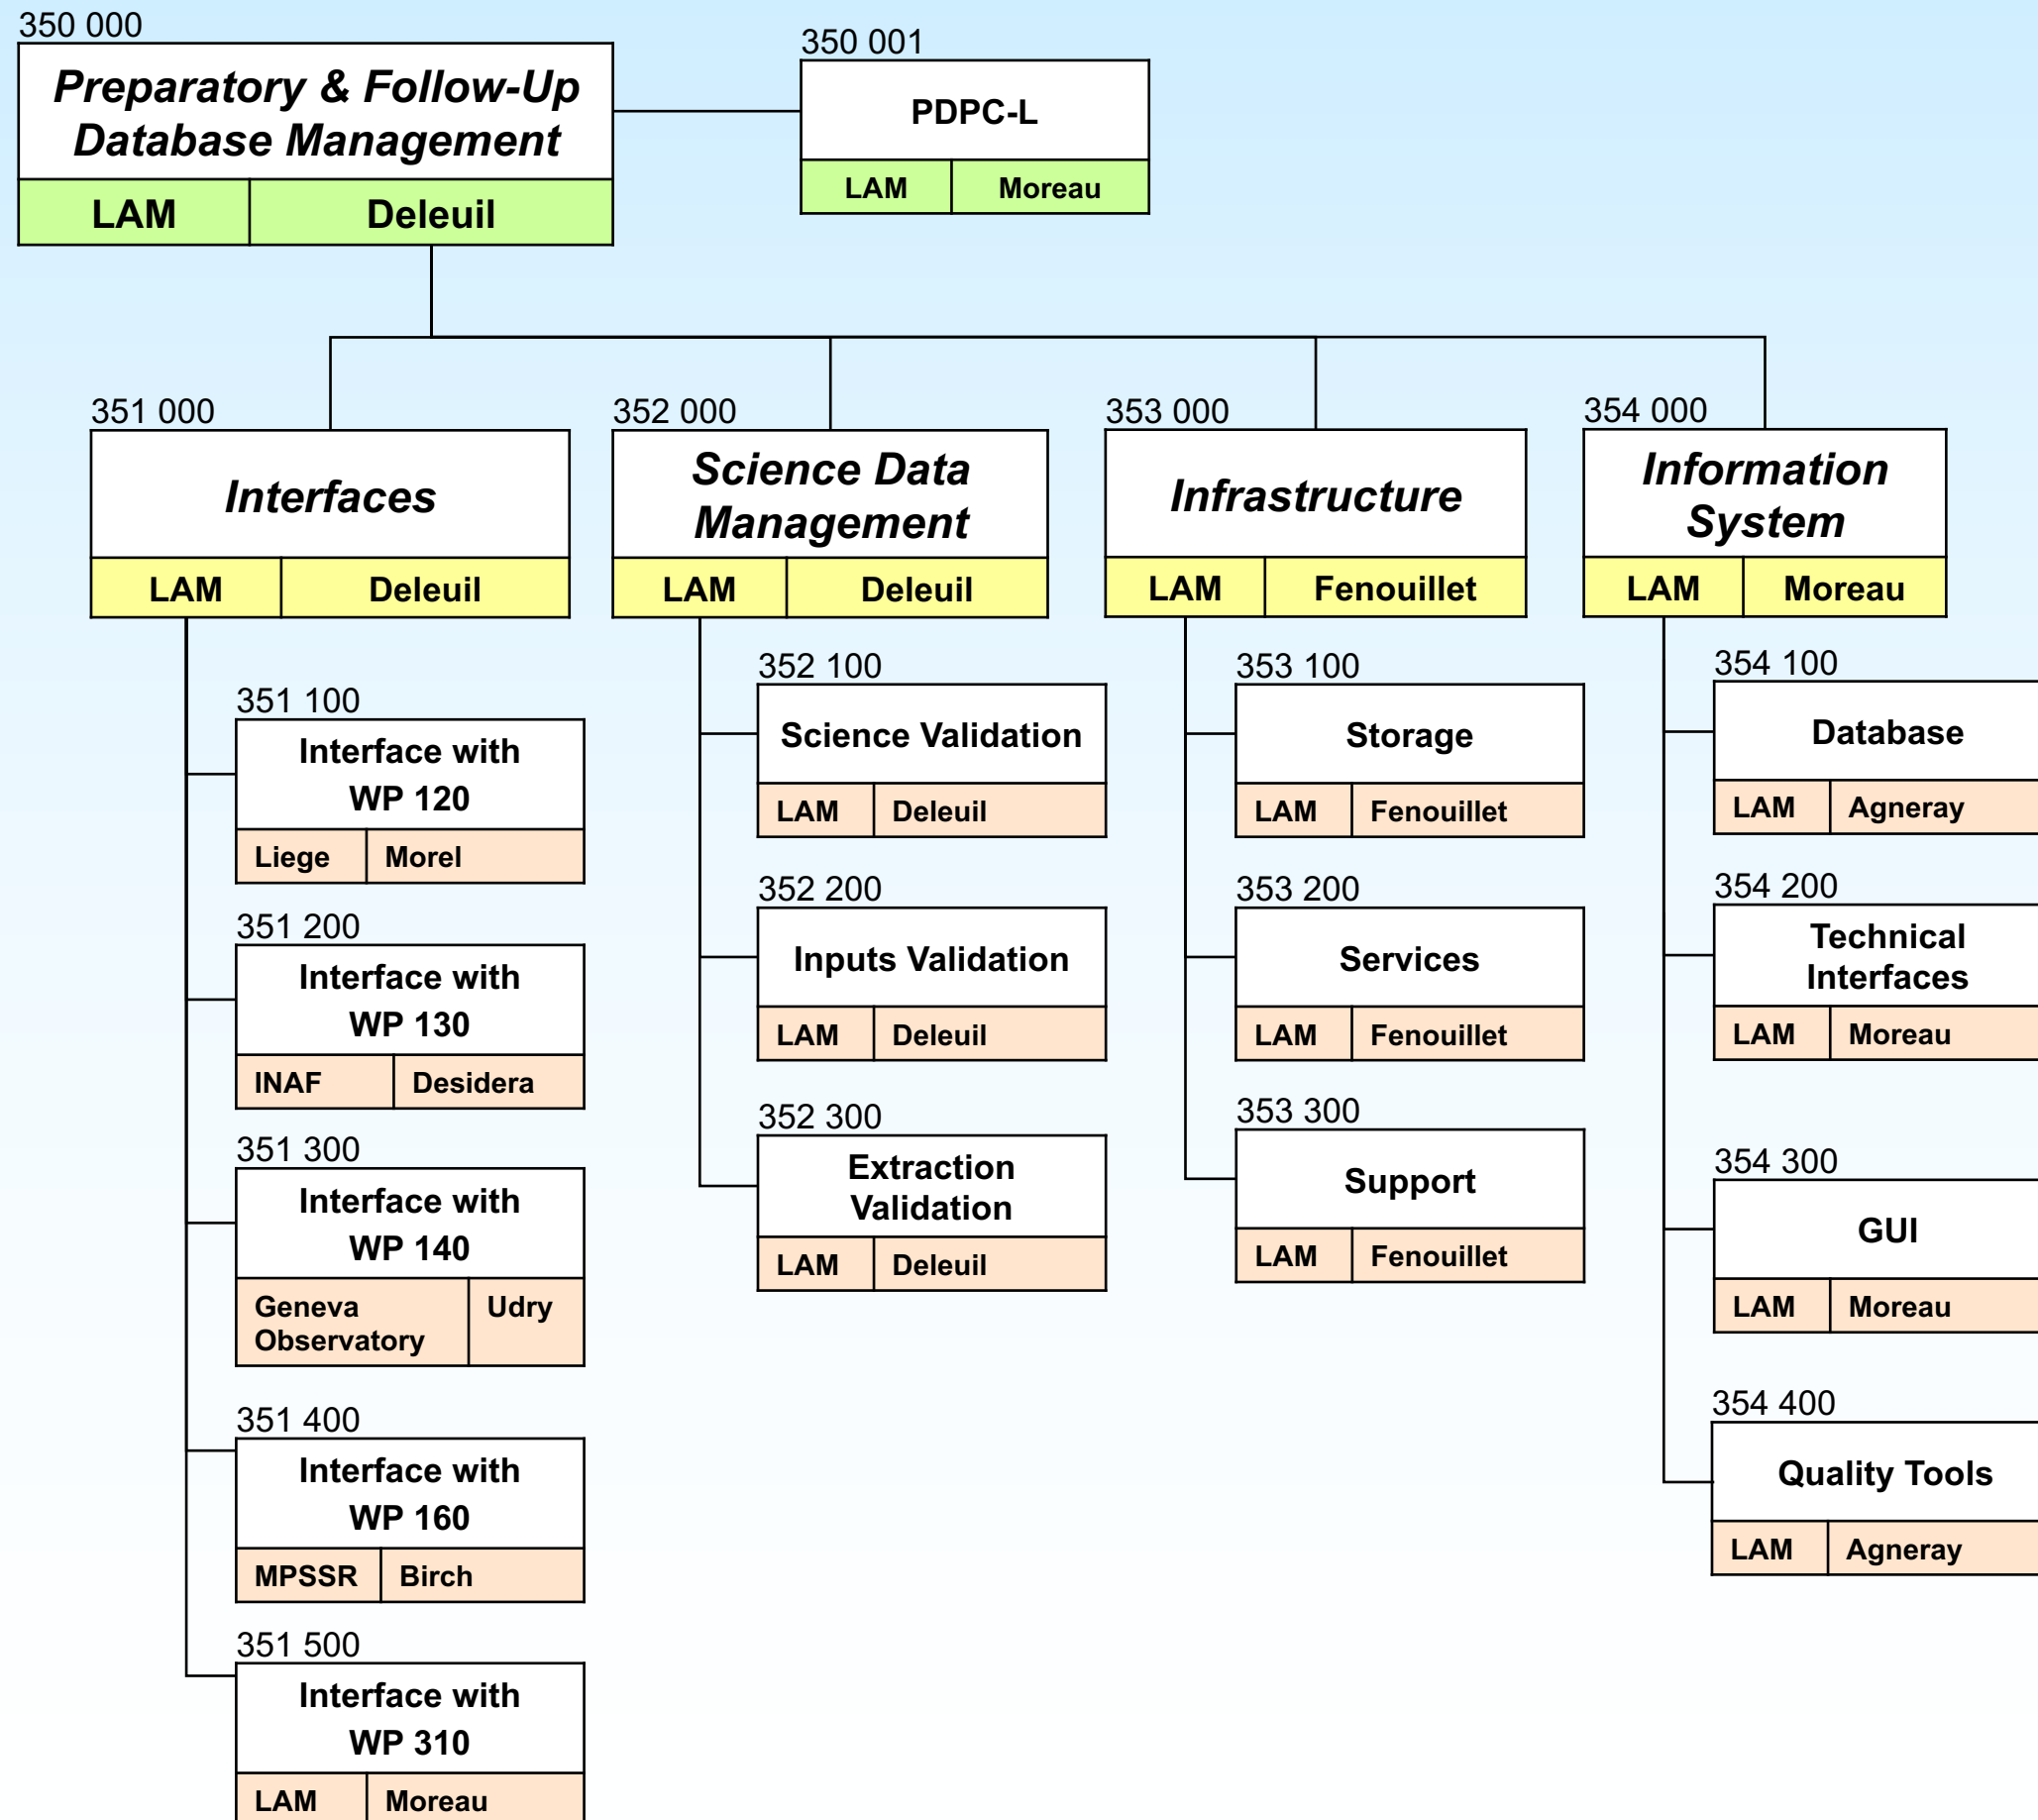 350 000
Preparatory & Follow-Up
Database Management
LAM Deleuil
350 001
PDPC-L
LAM Moreau
351 000
Interfaces
LAM Deleuil
351 100
Interface with
WP 120
Liege Morel
351 200
Interface with
WP 130
INAF Desidera
351 300
Interface with
WP 140
Geneva Udry
Observatory
351 400
Interface with
WP 160
MPSSR Birch
351 500
Interface with
WP 310
LAM Moreau
352 000
Science Data
Management
LAM Deleuil
352 100
Science Validation
LAM Deleuil
352 200
Inputs Validation
LAM Deleuil
352 300
Extraction
Validation
LAM Deleuil
353 000
Infrastructure
LAM Fenouillet
353 100
Storage
LAM Fenouillet
353 200
Services
LAM Fenouillet
353 300
Support
LAM Fenouillet
354 000
Information
System
LAM Moreau
354 100
Database
LAM Agneray
354 200
Technical
Interfaces
LAM Moreau
354 300
GUI
LAM Moreau
354 400
Quality Tools
LAM Agneray